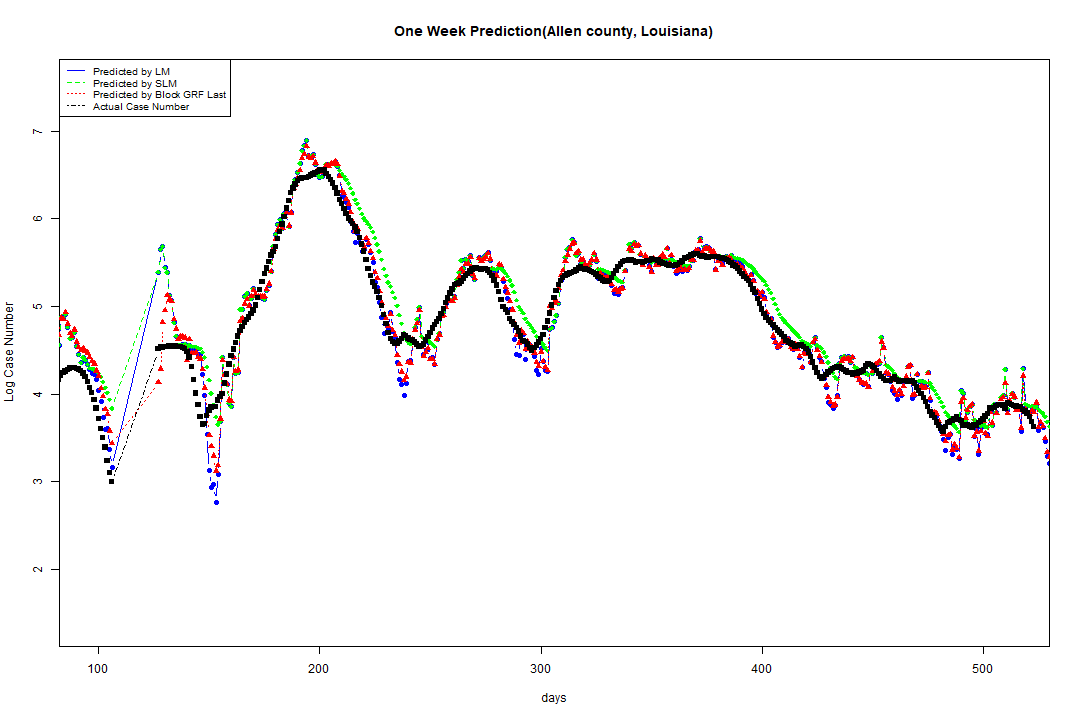 One Week Prediction(Allen county, Louisiana)
Predicted by LM
Predicted by SLM
Predicted by Block GRF Last
Actual Case Number
7
6
5
4
3
2
Log Case Number
100 200 300 400 500
days